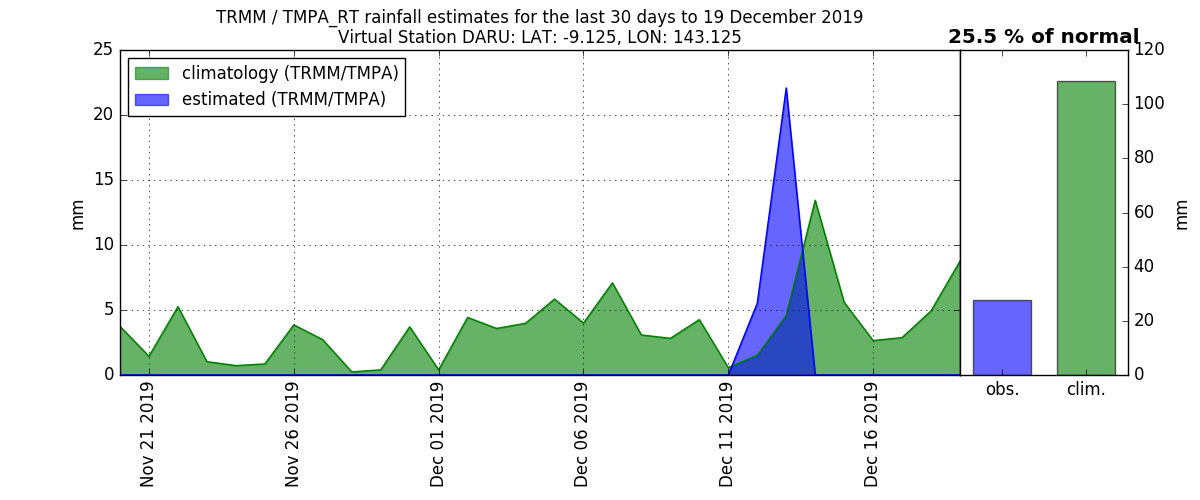 TRMM / TMPA_RT rainfall estimates for the last 30 days to 19 December 2019
Virtual Station DARU: LAT: -9.125, LON: 143.125
25.5 % of normal
climatology (TRMM/TMPA)
estimated (TRMM/TMPA)
25
20
15
10
5
0
mm
Nov 21 2019
Nov 26 2019
Dec 01 2019
Dec 06 2019
Dec 11 2019
Dec 16 2019
120
100
80
60
40
20
0
mm
obs.
clim.